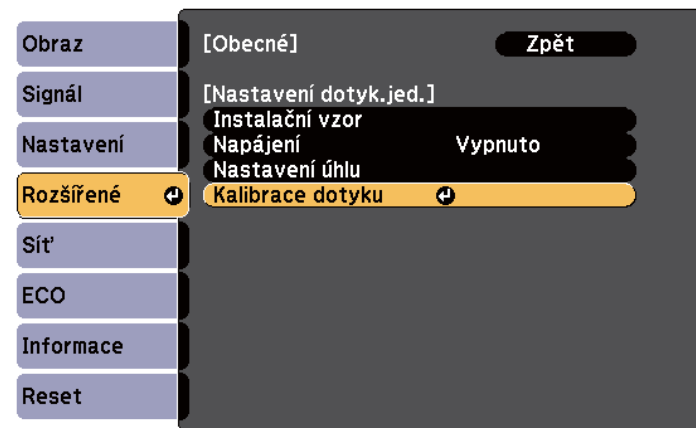 Obraz
Signál
Nastavení
Rozšířené
Síť
ECO
Informace
Reset
[Obecné] Zpět
[Nastavení dotyk.jed.]
Instalační vzor
Napájení Vypnuto
Nastavení úhlu
Kalibrace dotyku